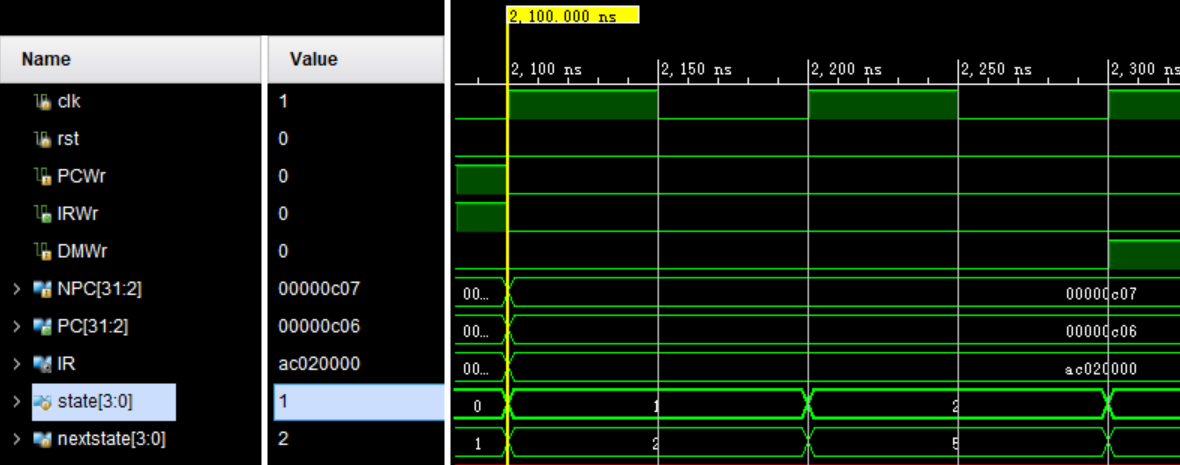 2,100.000 ns
Name Value
2,100 ns 2,150 ns 2,200 ns 2,250 ns 2,300 ns
clk 1
rst 0
PCWr 0
IRWr 0
DMWr 0
NPC[31:2] 00000c07 00... 00000c07
PC[31:2] 00000c06 00... 00000c06
IR ac020000 00... ac020000
state[3:0] 1 0 1 2
nextstate[3:0] 2 1 2 5